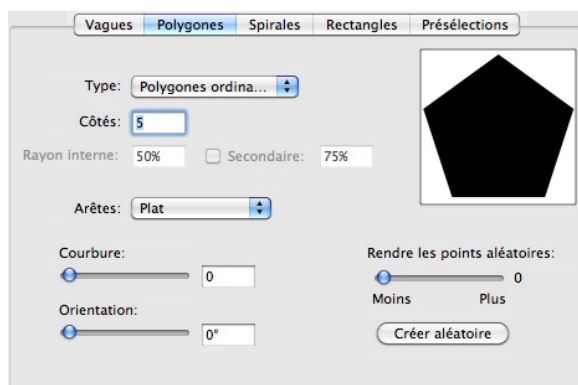 Vagues Polygones Spirales Rectangles Présélections
Type: Polygones ordina...
Côtés: 5
Rayon interne: 50% Secondaire: 75%
Arêtes: Plat
Courbure:
0
Orientation:
0°
Rendre les points aléatoires:
0
Moins Plus
Créer aléatoire